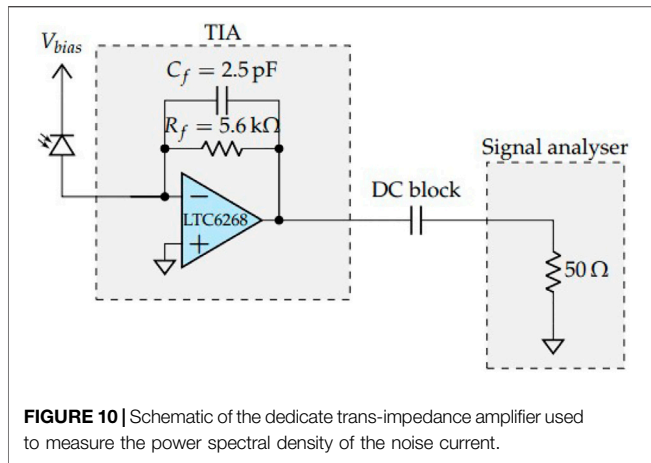 TIA
V_bias
C_f = 2.5 pF
R_f = 5.6 kΩ
Signal analyser
DC block
LTC6268
−
+
50 Ω
FIGURE 10 | Schematic of the dedicate trans-impedance amplifier used
to measure the power spectral density of the noise current.